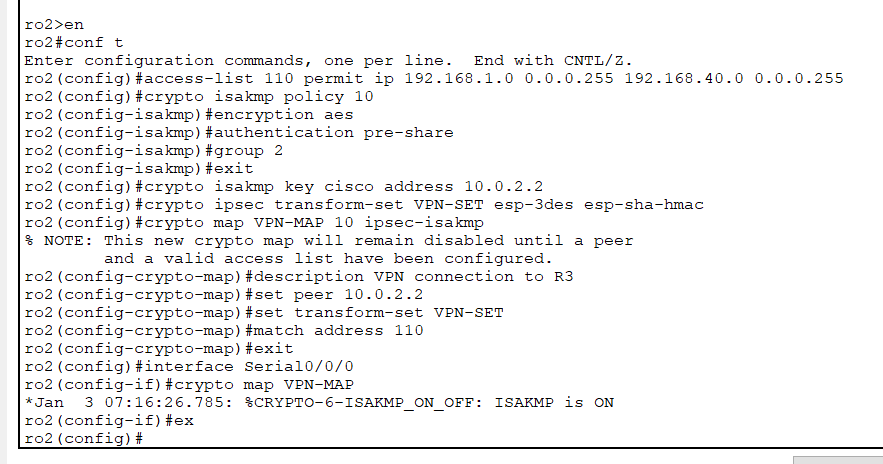 ro2>en
ro2#conf t
Enter configuration commands, one per line.  End with CNTL/Z.
ro2(config)#access-list 110 permit ip 192.168.1.0 0.0.0.255 192.168.40.0 0.0.0.255
ro2(config)#crypto isakmp policy 10
ro2(config-isakmp)#encryption aes
ro2(config-isakmp)#authentication pre-share
ro2(config-isakmp)#group 2
ro2(config-isakmp)#exit
ro2(config)#crypto isakmp key cisco address 10.0.2.2
ro2(config)#crypto ipsec transform-set VPN-SET esp-3des esp-sha-hmac
ro2(config)#crypto map VPN-MAP 10 ipsec-isakmp
% NOTE: This new crypto map will remain disabled until a peer
        and a valid access list have been configured.
ro2(config-crypto-map)#description VPN connection to R3
ro2(config-crypto-map)#set peer 10.0.2.2
ro2(config-crypto-map)#set transform-set VPN-SET
ro2(config-crypto-map)#match address 110
ro2(config-crypto-map)#exit
ro2(config)#interface Serial0/0/0
ro2(config-if)#crypto map VPN-MAP
*Jan  3 07:16:26.785: %CRYPTO-6-ISAKMP_ON_OFF: ISAKMP is ON
ro2(config-if)#ex
ro2(config)#